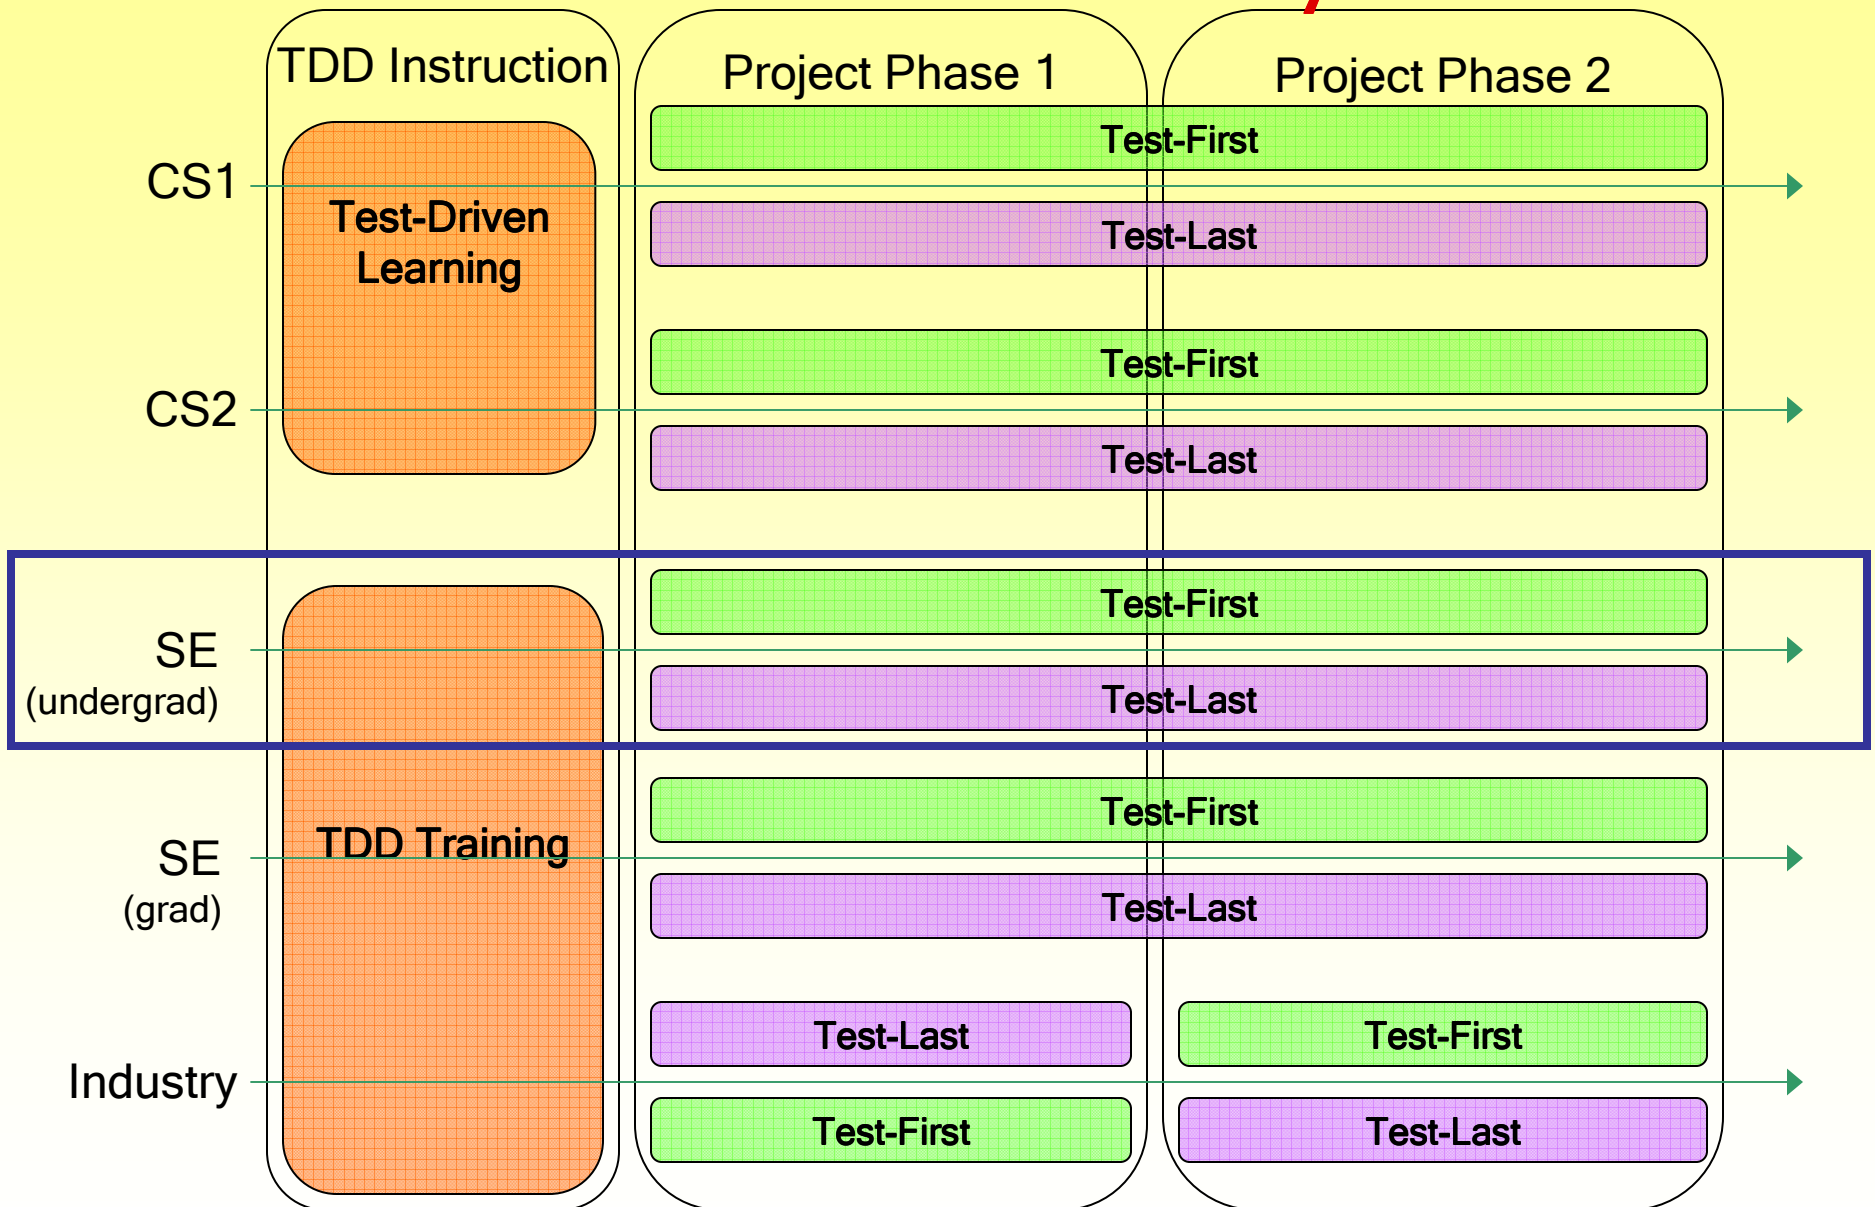 TDD Instruction
Project Phase 1
Project Phase 2
CS1
Test-Driven
Learning
Test-First
Test-Last
CS2
Test-First
Test-Last
SE
(undergrad)
Test-First
Test-Last
SE
(grad)
TDD Training
Test-First
Test-Last
Industry
Test-Last
Test-First
Test-First
Test-Last